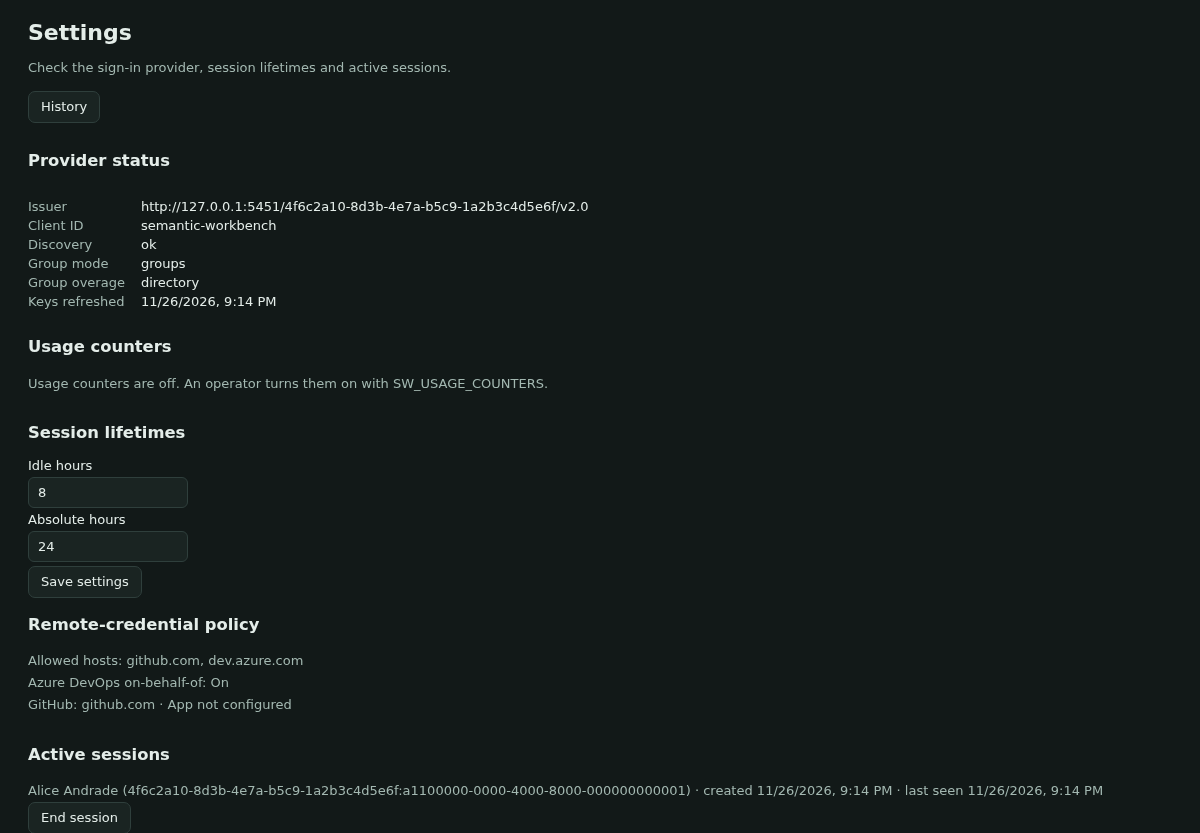 Settings
Check the sign-in provider, session lifetimes and active sessions.
History
Provider status
Issuer http://127.0.0.1:5451/4f6c2a10-8d3b-4e7a-b5c9-1a2b3c4d5e6f/v2.0
Client ID semantic-workbench
Discovery ok
Group mode groups
Group overage directory
Keys refreshed 11/26/2026, 9:14 PM
Usage counters
Usage counters are off. An operator turns them on with SW_USAGE_COUNTERS.
Session lifetimes
Idle hours
8
Absolute hours
24
Save settings
Remote-credential policy
Allowed hosts: github.com, dev.azure.com
Azure DevOps on-behalf-of: On
GitHub: github.com · App not configured
Active sessions
Alice Andrade (4f6c2a10-8d3b-4e7a-b5c9-1a2b3c4d5e6f:a1100000-0000-4000-8000-000000000001) · created 11/26/2026, 9:14 PM · last seen 11/26/2026, 9:14 PM
End session